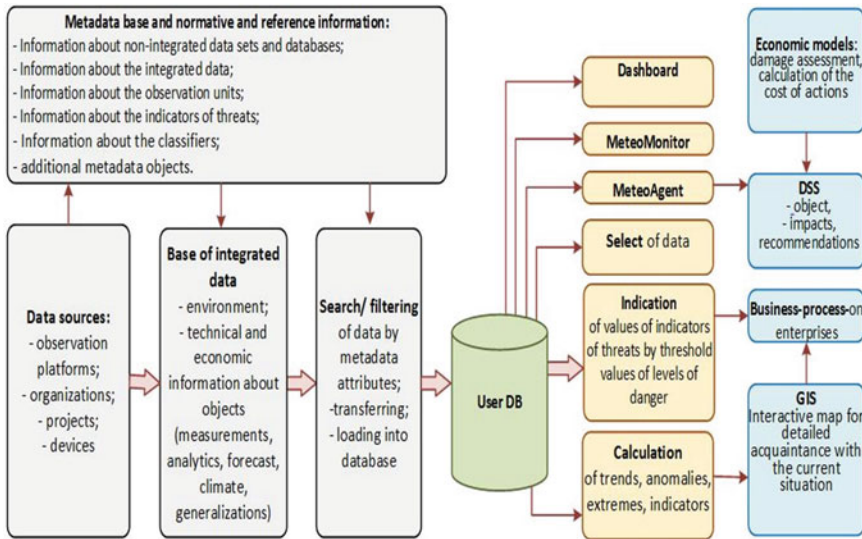 Metadata base and normative and reference information:
- Information about non-integrated data sets and databases;
- Information about the integrated data;
- Information about the observation units;
- Information about the indicators of threats;
- Information about the classifiers;
- additional metadata objects.
Data sources:
- observation
platforms;
- organizations;
- projects;
- devices
Base of integrated
data
- environment;
- technical and
economic
information about
objects
(measurements,
analytics, forecast,
climate,
generalizations)
Search/ filtering
of data by
metadata
attributes;
-transferring;
- loading into
database
User DB
Dashboard
MeteoMonitor
MeteoAgent
Select of data
Indication
of values of indicators
of threats by threshold
values of levels of
danger
Calculation
of trends, anomalies,
extremes, indicators
Economic models:
damage assessment,
calculation of the
cost of actions
DSS
- object,
- impacts,
recommendations
Business-process-on
enterprises
GIS
Interactive map for
detailed
acquaintance with
the current
situation